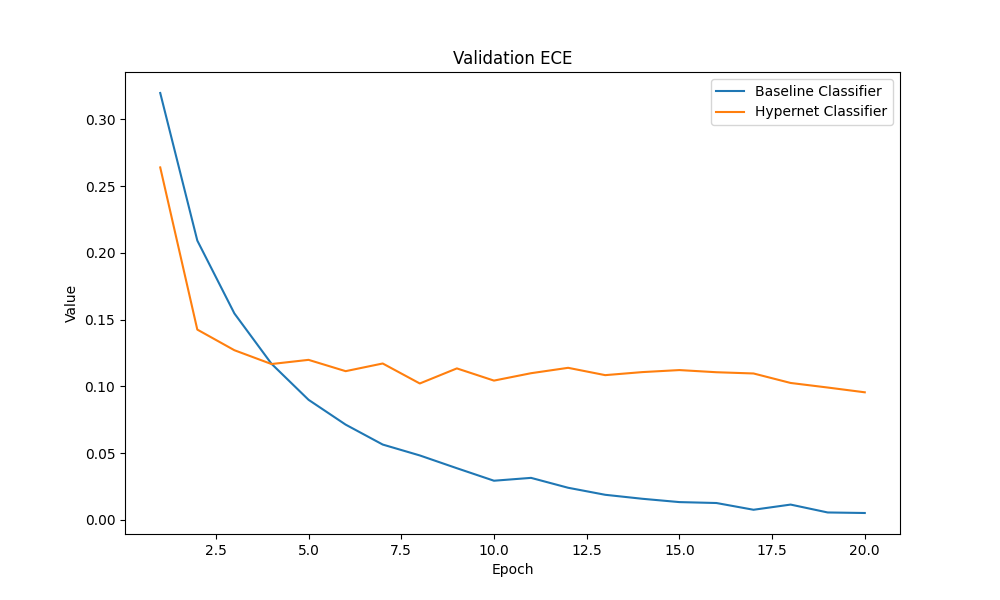 Validation ECE
Baseline Classifier
Hypernet Classifier
0.30
0.25
0.20
0.15
0.10
0.05
0.00
Value
2.5 5.0 7.5 10.0 12.5 15.0 17.5 20.0
Epoch